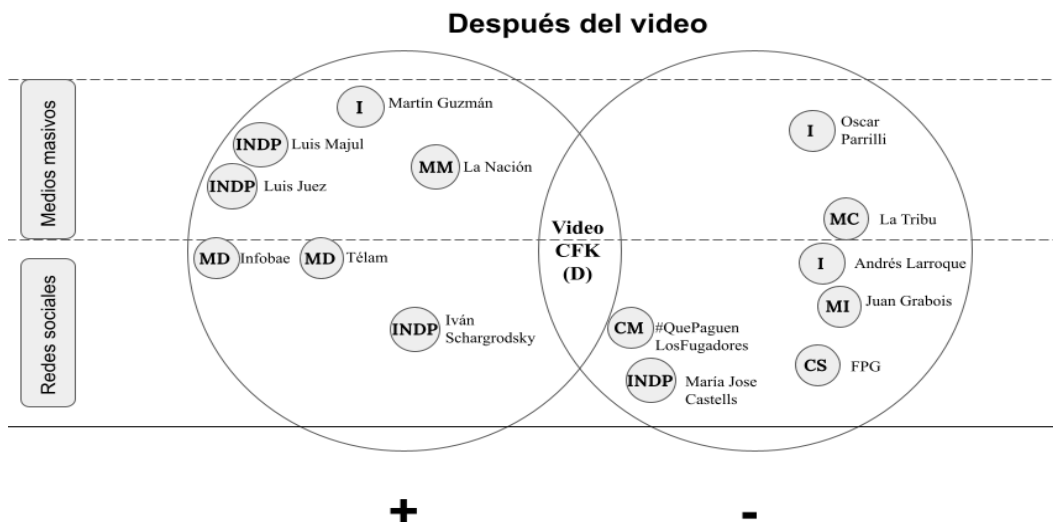 Después del video
Medios masivos
I Martín Guzmán
INDP Luis Majul
MM La Nación
INDP Luis Juez
I Oscar
Parrilli
MC La Tribu
Video
CFK
(D)
Redes sociales
MD Infobae
MD Télam
INDP Iván
Schargrodsky
I Andrés Larroque
MI Juan Grabois
CM #QuePaguen
LosFugadores
CS FPG
INDP María Jose
Castells
+
-